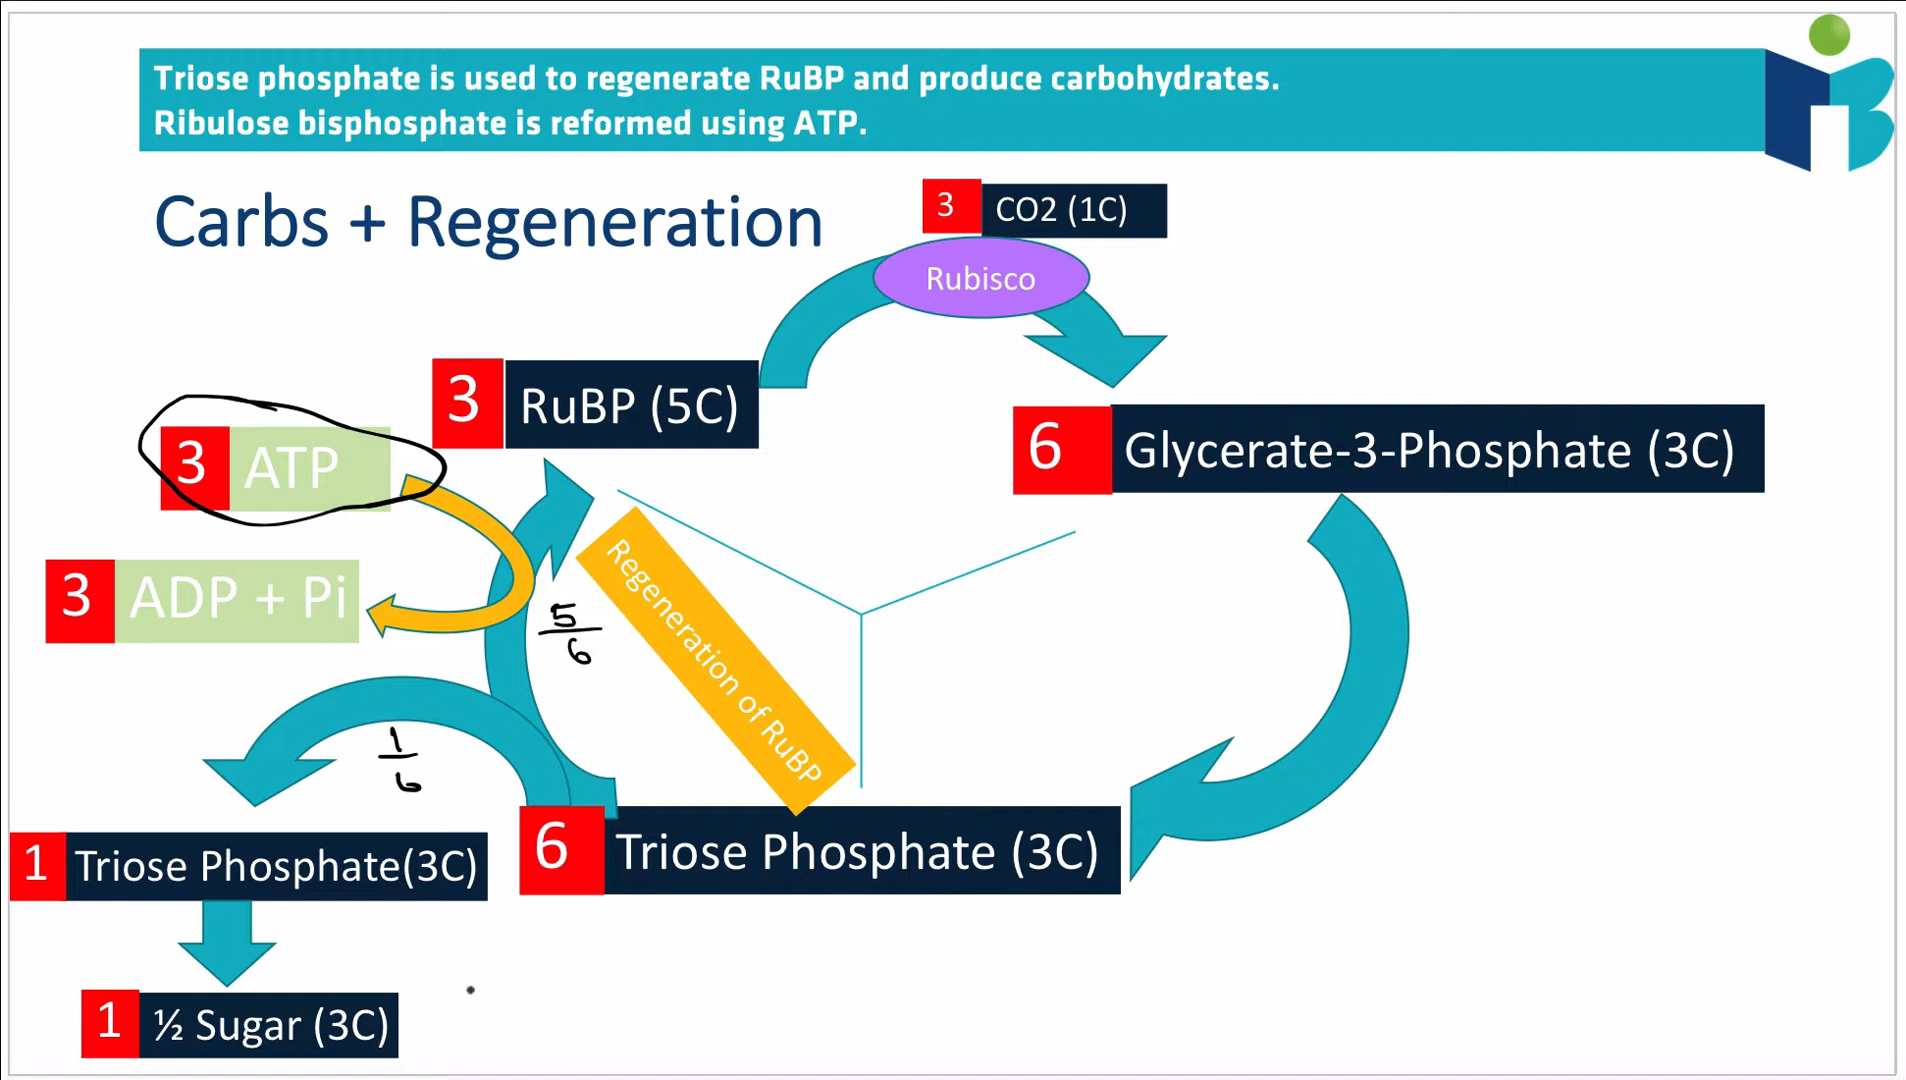 Triose phosphate is used to regenerate RuBP and produce carbohydrates.
Ribulose bisphosphate is reformed using ATP.
Carbs + Regeneration
3 CO2 (1C)
Rubisco
3 RuBP (5C)
6 Glycerate-3-Phosphate (3C)
3 ATP
3 ADP + Pi
Regeneration of RuBP
5/6
1/6
6 Triose Phosphate (3C)
1 Triose Phosphate(3C)
1 ½ Sugar (3C)